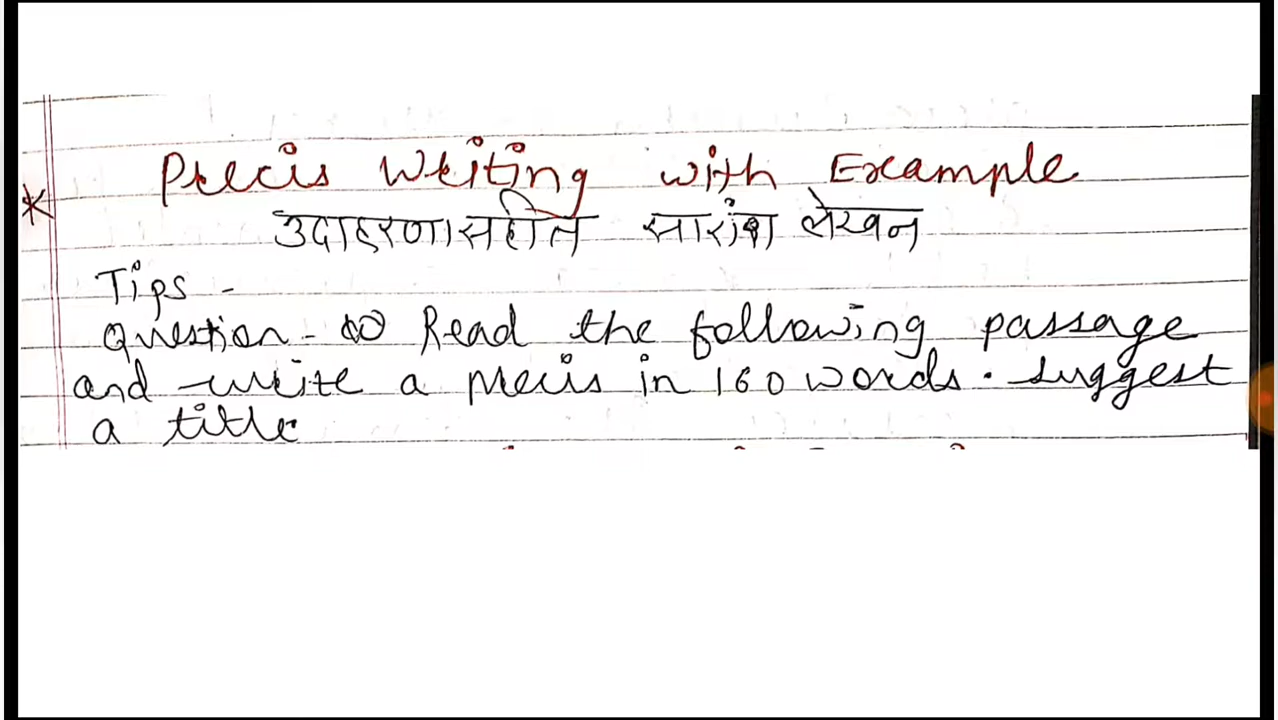 Precis Writing with Example
*
उदाहरण सहीत सारांश लेखन
Tips -
Question - Read the following passage
and write a precis in 160 words. suggest
a title